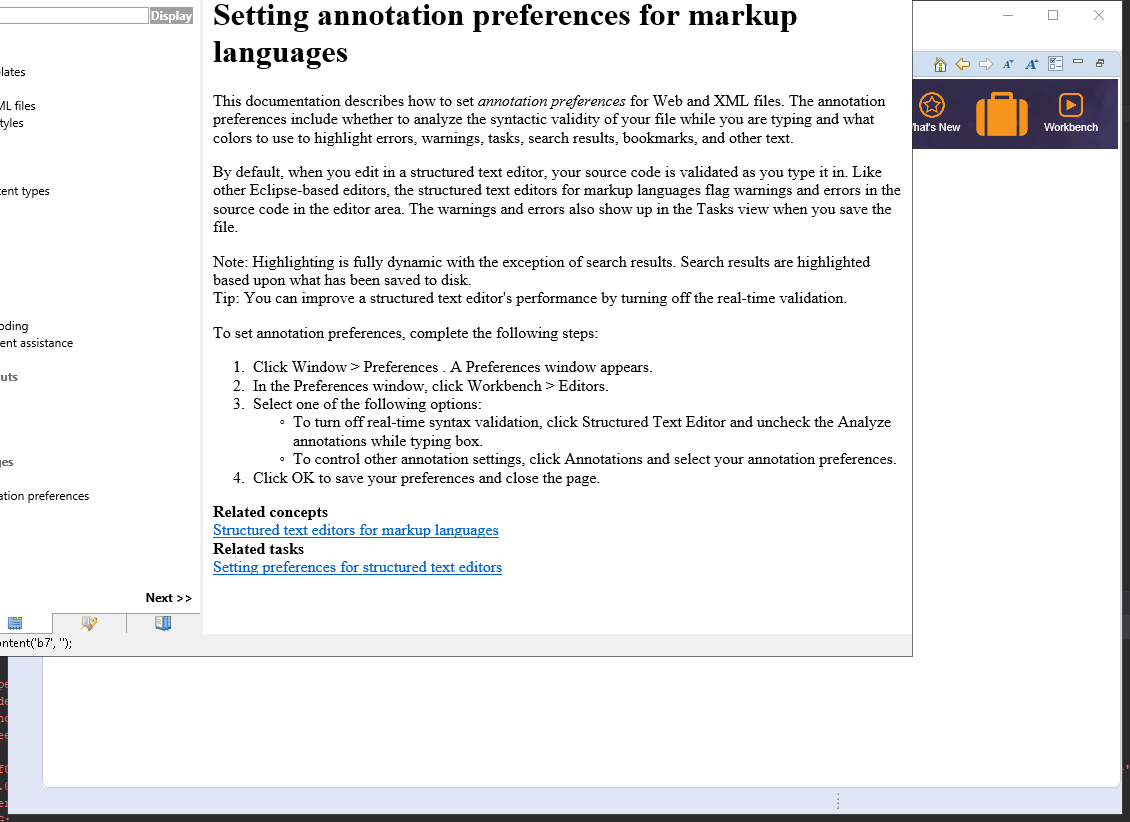 Display
Setting annotation preferences for markup
languages
This documentation describes how to set annotation preferences for Web and XML files. The annotation
preferences include whether to analyze the syntactic validity of your file while you are typing and what
colors to use to highlight errors, warnings, tasks, search results, bookmarks, and other text.
By default, when you edit in a structured text editor, your source code is validated as you type it in. Like
other Eclipse-based editors, the structured text editors for markup languages flag warnings and errors in the
source code in the editor area. The warnings and errors also show up in the Tasks view when you save the
file.
Note: Highlighting is fully dynamic with the exception of search results. Search results are highlighted
based upon what has been saved to disk.
Tip: You can improve a structured text editor's performance by turning off the real-time validation.
To set annotation preferences, complete the following steps:
1. Click Window > Preferences . A Preferences window appears.
2. In the Preferences window, click Workbench > Editors.
3. Select one of the following options:
◦ To turn off real-time syntax validation, click Structured Text Editor and uncheck the Analyze
annotations while typing box.
◦ To control other annotation settings, click Annotations and select your annotation preferences.
4. Click OK to save your preferences and close the page.
Related concepts
Structured text editors for markup languages
Related tasks
Setting preferences for structured text editors
lates
ML files
tyles
ent types
oding
ent assistance
uts
es
ation preferences
Next >>
ontent('b7', '');
hat's New
Workbench